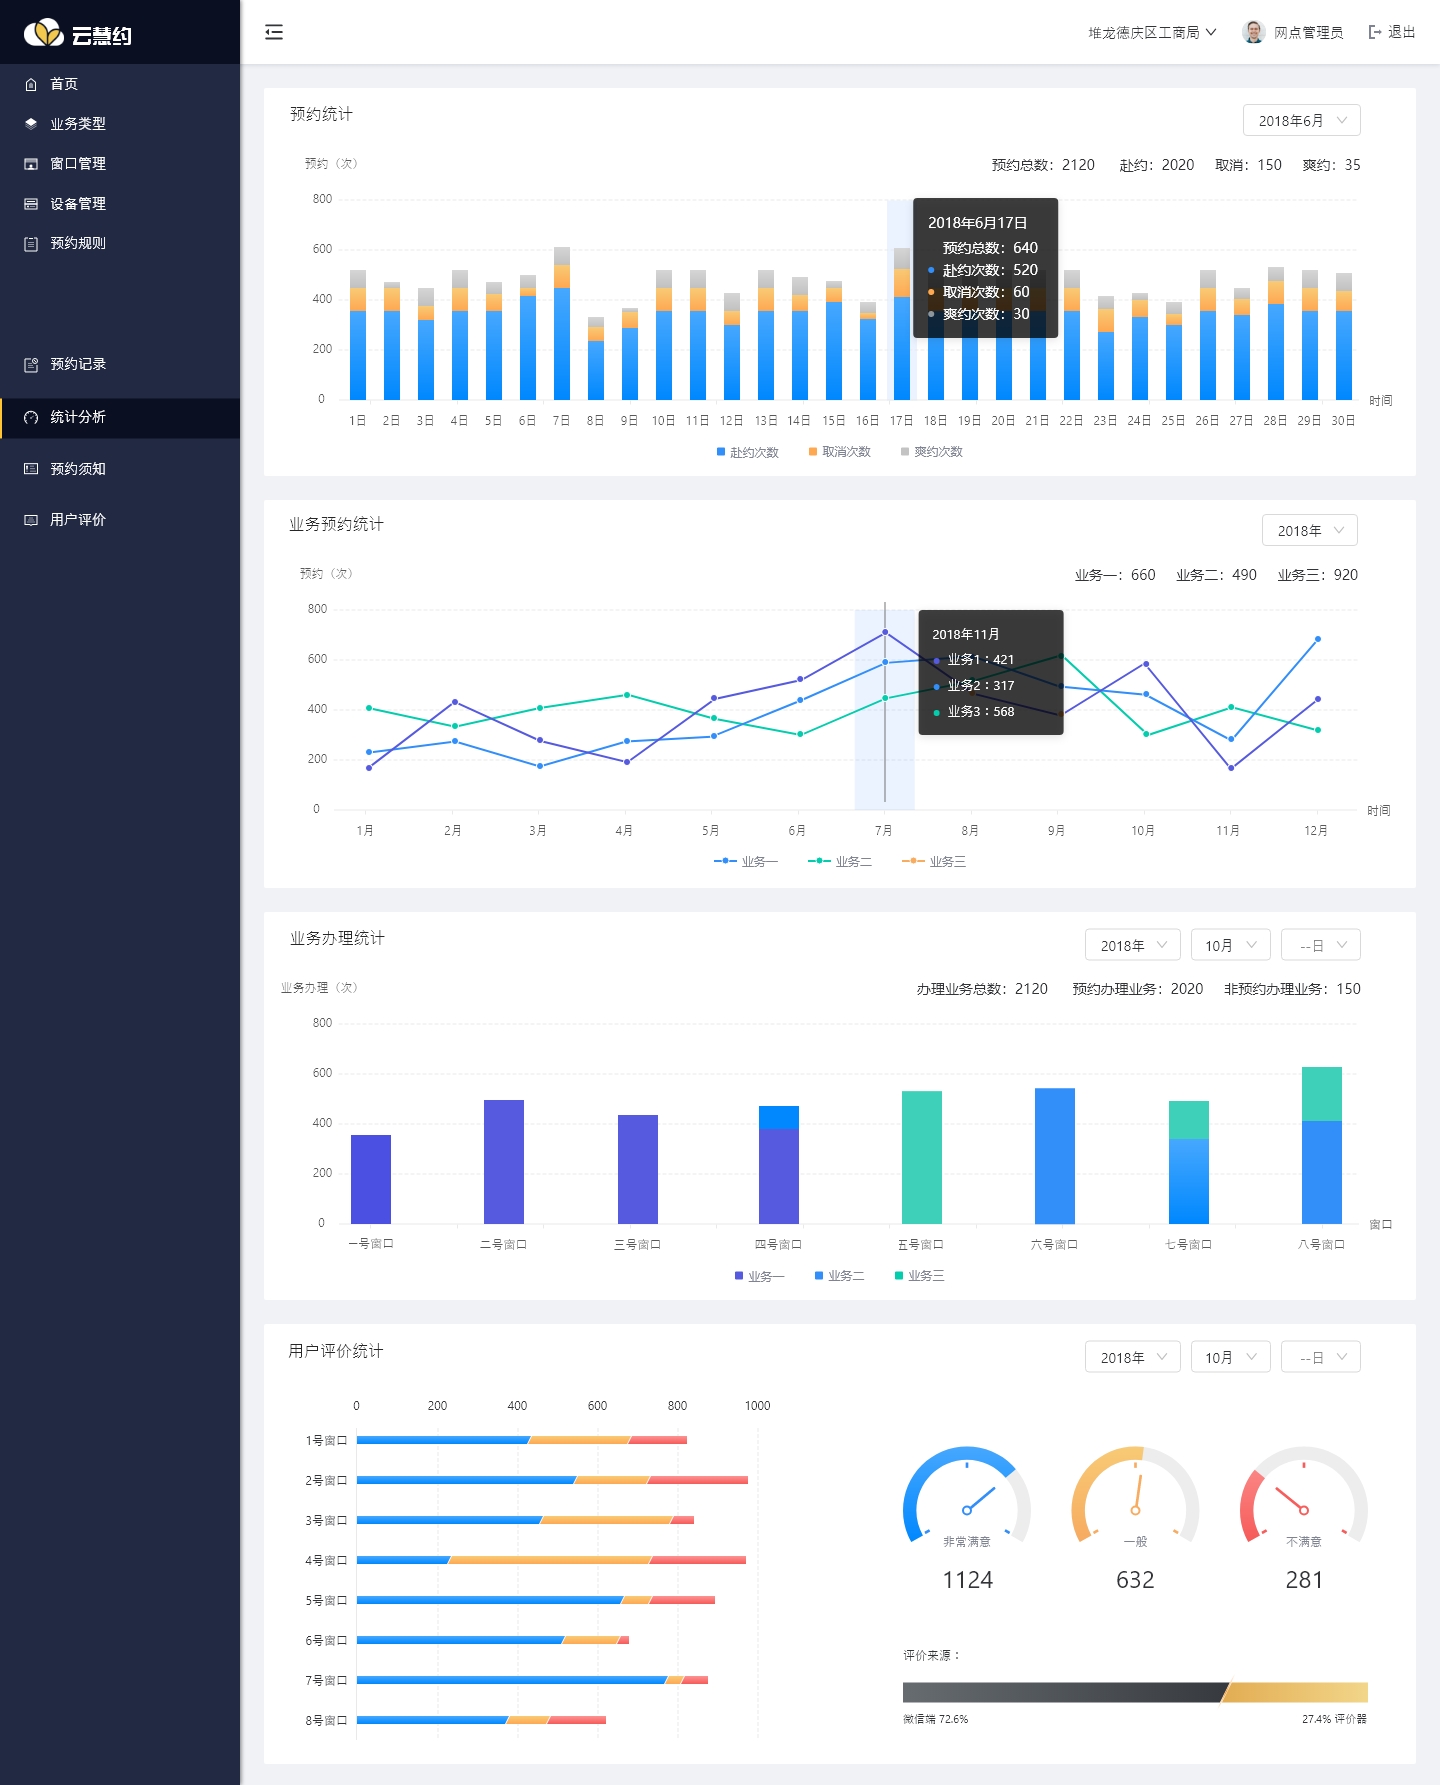 云慧约
首页
业务类型
窗口管理
设备管理
预约规则
预约记录
统计分析
预约须知
用户评价
堆龙德庆区工商局
网点管理员
退出
预约统计
2018年6月
预约（次）
预约总数：2120 赴约：2020 取消：150 爽约：35
800
600
400
200
0
2018年6月17日
预约总数：640
赴约次数：520
取消次数：60
爽约次数：30
1日 2日 3日 4日 5日 6日 7日 8日 9日 10日 11日 12日 13日 14日 15日 16日 17日 18日 19日 20日 21日 22日 23日 24日 25日 26日 27日 28日 29日 30日
时间
赴约次数 取消次数 爽约次数
业务预约统计
2018年
预约（次）
业务一：660 业务二：490 业务三：920
800
600
400
200
0
2018年11月
业务1：421
业务2：317
业务3：568
1月 2月 3月 4月 5月 6月 7月 8月 9月 10月 11月 12月
时间
业务一 业务二 业务三
业务办理统计
2018年 10月 --日
业务办理（次）
办理业务总数：2120 预约办理业务：2020 非预约办理业务：150
800
600
400
200
0
一号窗口 二号窗口 三号窗口 四号窗口 五号窗口 六号窗口 七号窗口 八号窗口
窗口
业务一 业务二 业务三
用户评价统计
2018年 10月 --日
0 200 400 600 800 1000
1号窗口
2号窗口
3号窗口
4号窗口
5号窗口
6号窗口
7号窗口
8号窗口
非常满意 一般 不满意
1124 632 281
评价来源：
微信端 72.6% 27.4% 评价器